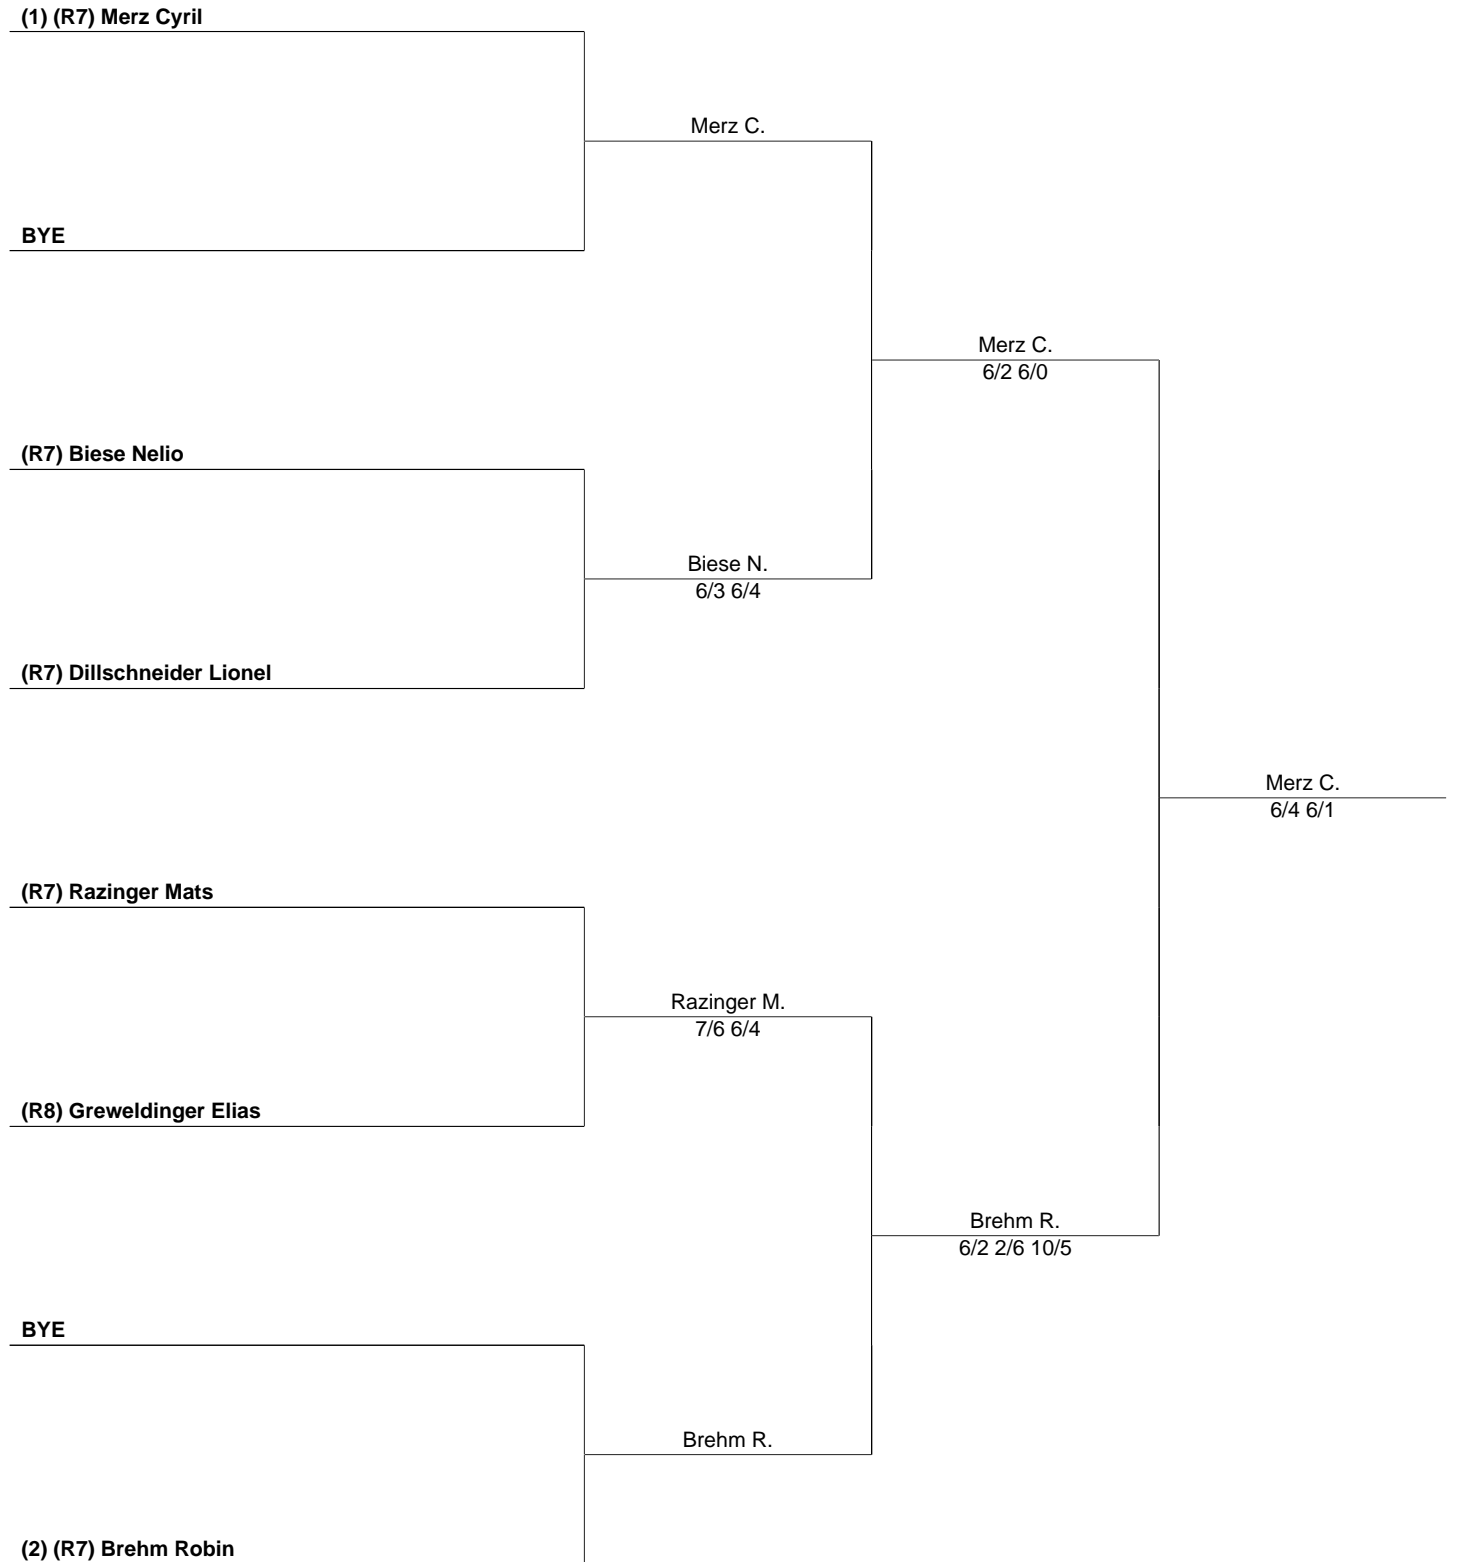 (1) (R7) Merz Cyril
Merz C.
BYE
Merz C.
6/2 6/0
(R7) Biese Nelio
Biese N.
6/3 6/4
(R7) Dillschneider Lionel
Merz C.
6/4 6/1
(R7) Razinger Mats
Razinger M.
7/6 6/4
(R8) Greweldinger Elias
Brehm R.
6/2 2/6 10/5
BYE
Brehm R.
(2) (R7) Brehm Robin